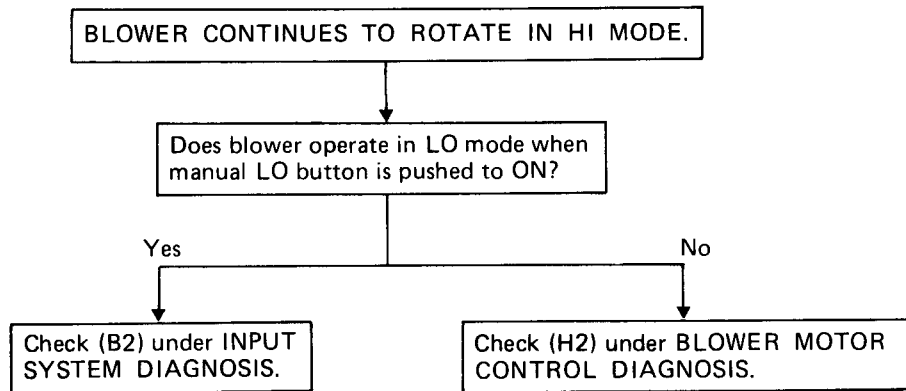 BLOWER CONTINUES TO ROTATE IN HI MODE.
Does blower operate in LO mode when
manual LO button is pushed to ON?
Yes
No
Check (B2) under INPUT
SYSTEM DIAGNOSIS.
Check (H2) under BLOWER MOTOR
CONTROL DIAGNOSIS.